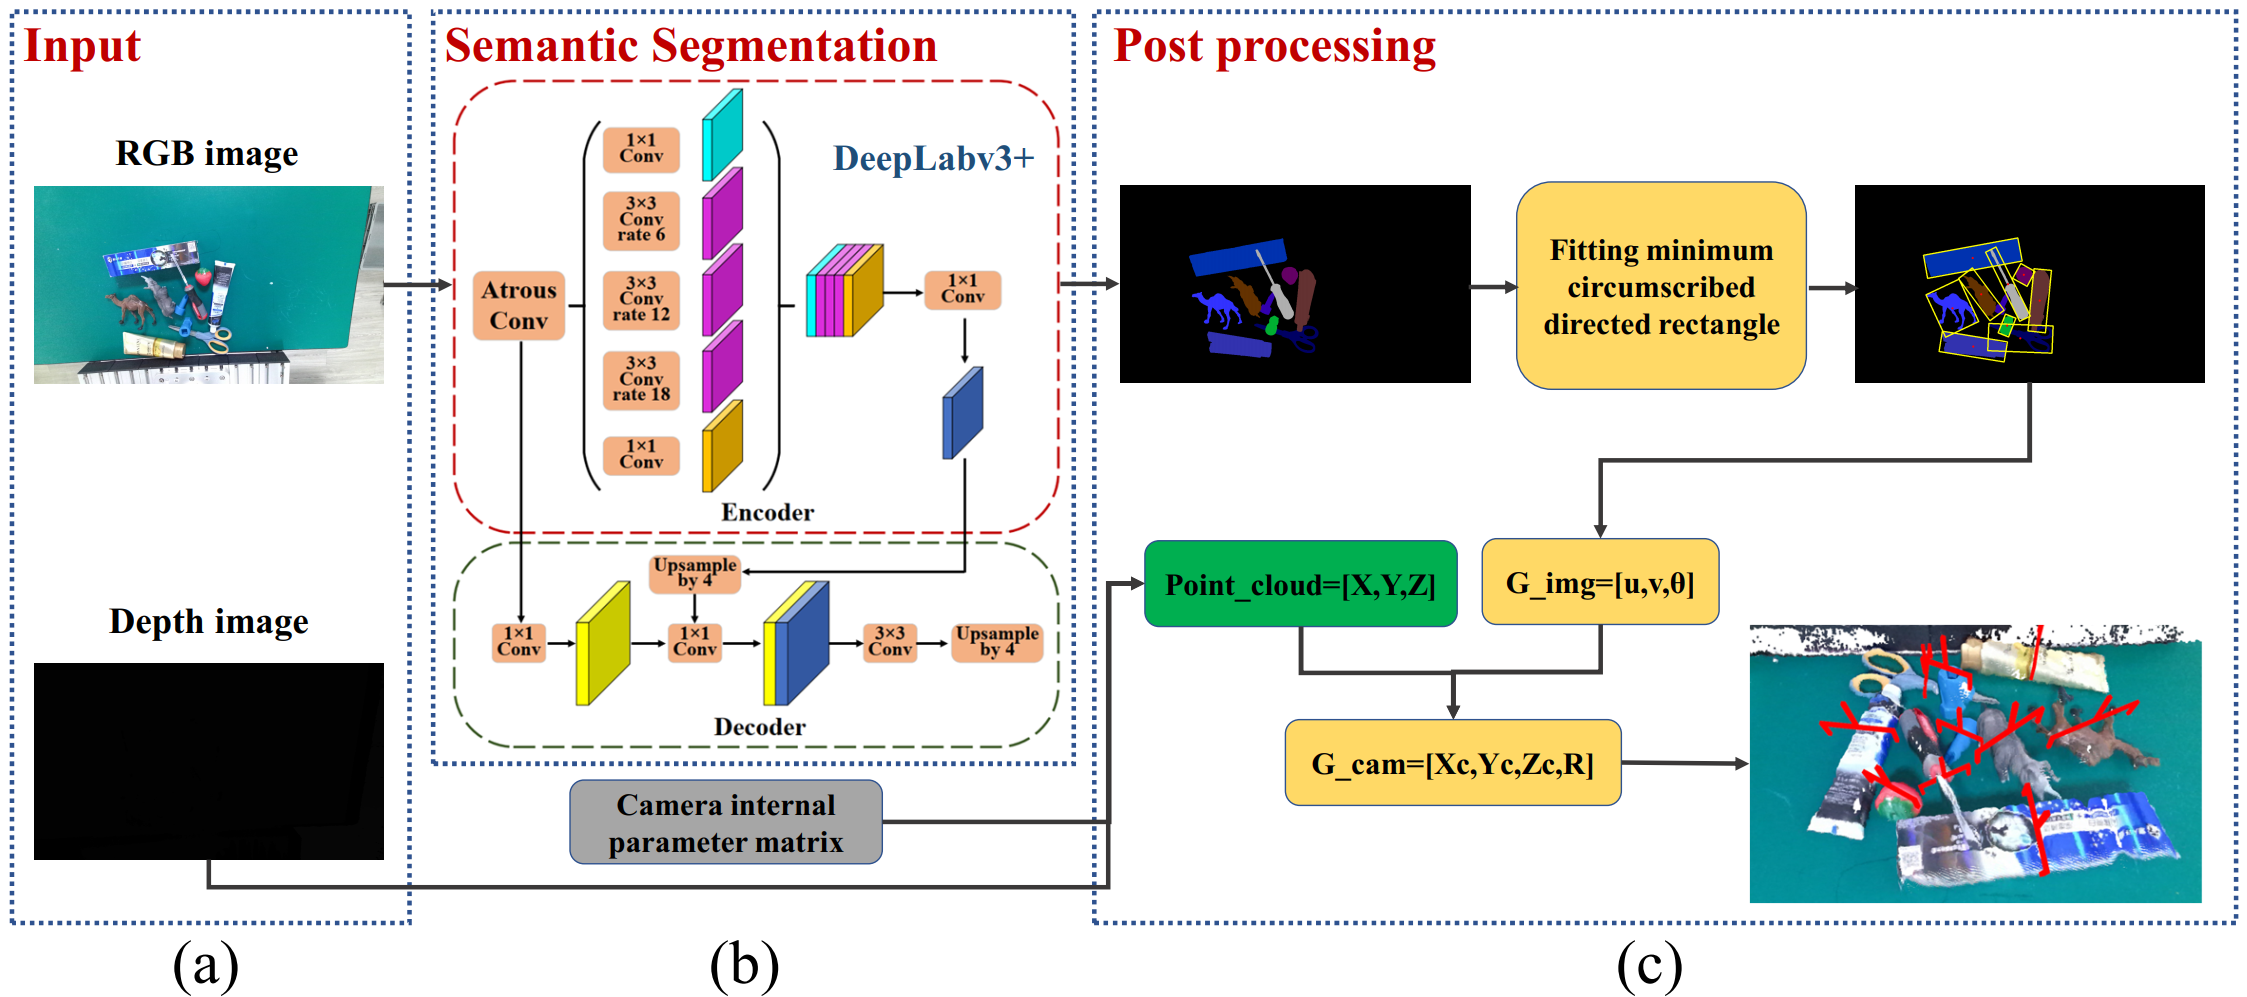 Input
RGB image
Depth image
(a)
Semantic Segmentation
DeepLabv3+
1×1
Conv
3×3
Conv
rate 6
3×3
Conv
rate 12
3×3
Conv
rate 18
1×1
Conv
Atrous
Conv
1×1
Conv
Encoder
Upsample
by 4
1×1
Conv
1×1
Conv
3×3
Conv
Upsample
by 4
Decoder
Camera internal
parameter matrix
(b)
Post processing
Fitting minimum
circumscribed
directed rectangle
Point_cloud=[X,Y,Z]
G_img=[u,v,θ]
G_cam=[Xc,Yc,Zc,R]
(c)